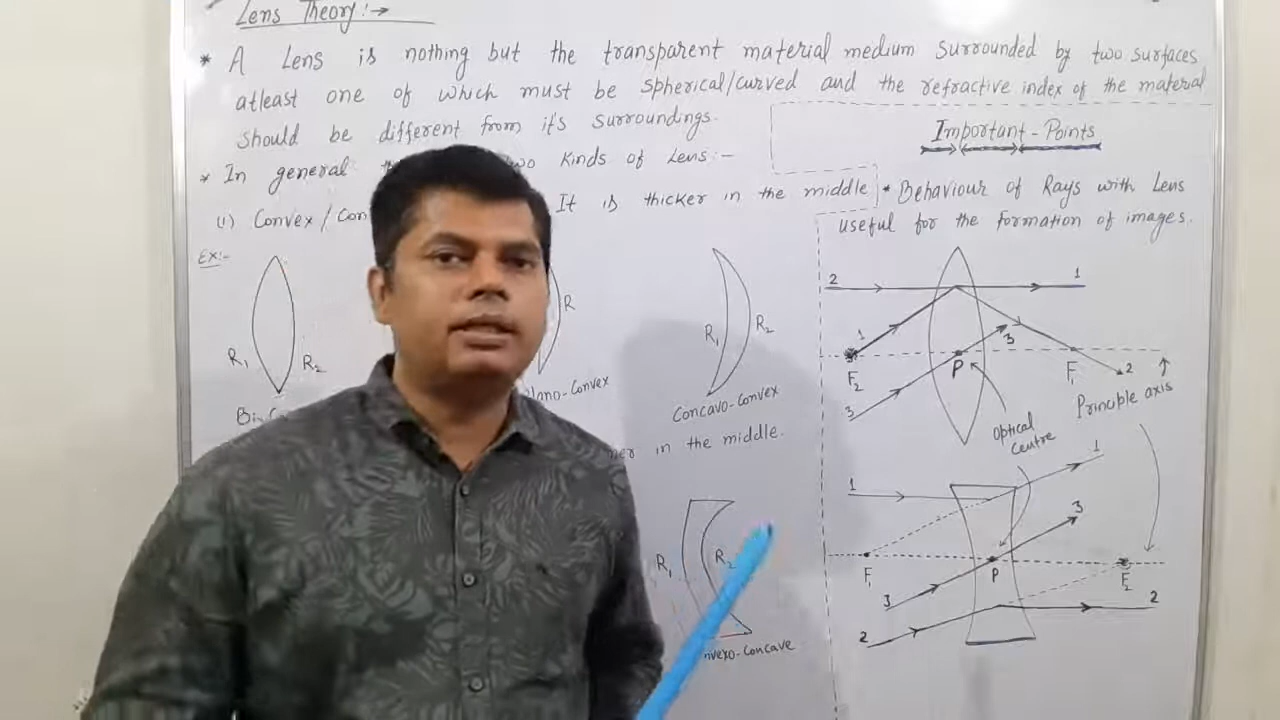 Lens Theory:→
* A Lens is nothing but the transparent material medium surrounded by two surfaces
atleast one of which must be spherical/curved and the refractive index of the material
should be different from it's surroundings.
* In general kinds of Lens:-
(i) Convex / It is thicker in the middle
Ex:-
R1
R2
R
Plano-Convex
R1
R2
Concavo-Convex
in the middle.
R1
R2
Concave
Important-Points
* Behaviour of Rays with Lens
useful for the formation of images.
2
1
1
3
F2
P
F1
2
3
Optical
centre
Principle axis
1
1
3
F1
P
F2
3
2
2